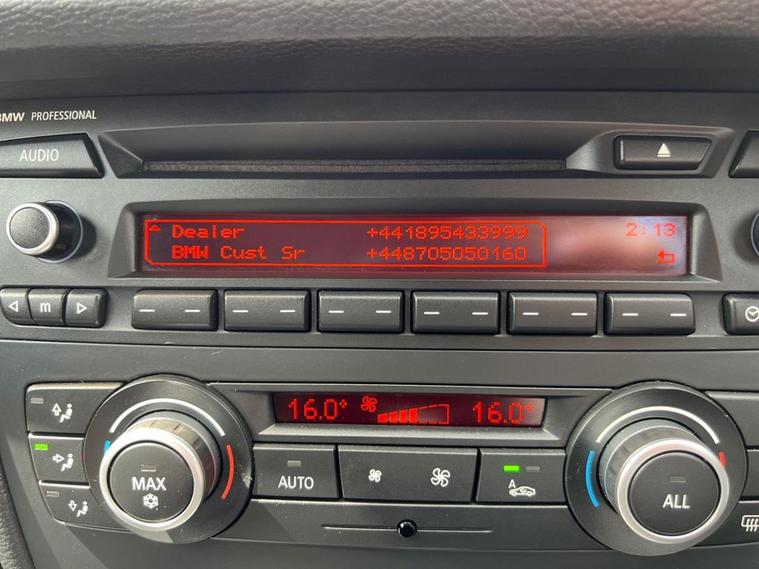 BMW PROFESSIONAL
AUDIO
Dealer +441895433999 2:13
BMW Cust Sr +448705050160
m
16.0° 16.0°
MAX
AUTO
A
ALL